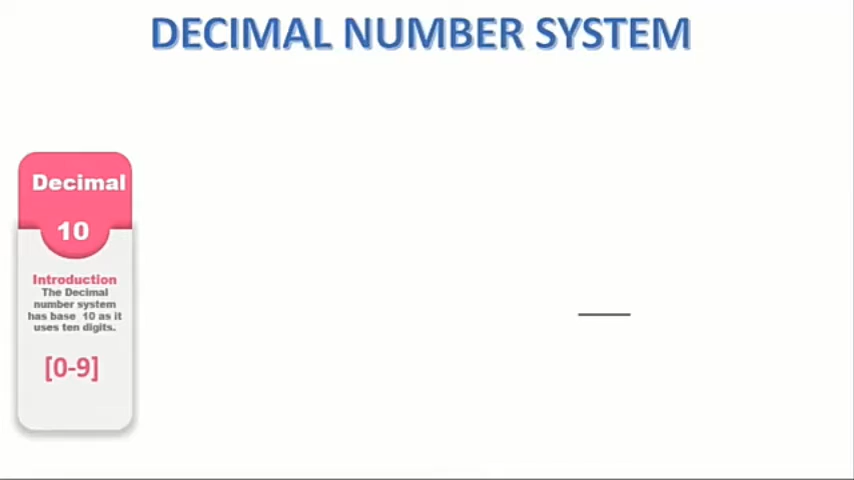 DECIMAL NUMBER SYSTEM
Decimal
10
Introduction
The Decimal
number system
has base 10 as it
uses ten digits.
[0-9]